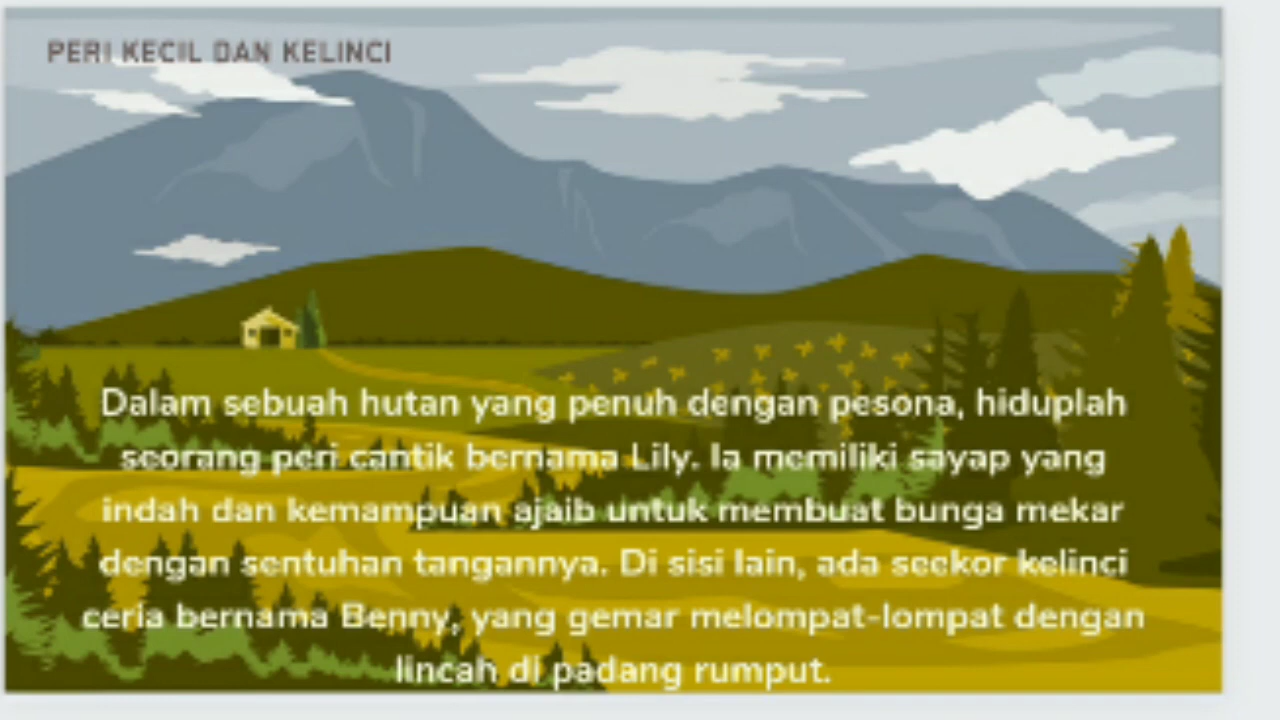 PERI KECIL DAN KELINCI
Dalam sebuah hutan yang penuh dengan pesona, hiduplah
seorang peri cantik bernama Lily. Ia memiliki sayap yang
indah dan kemampuan ajaib untuk membuat bunga mekar
dengan sentuhan tangannya. Di sisi lain, ada seekor kelinci
ceria bernama Benny, yang gemar melompat-lompat dengan
lincah di padang rumput.